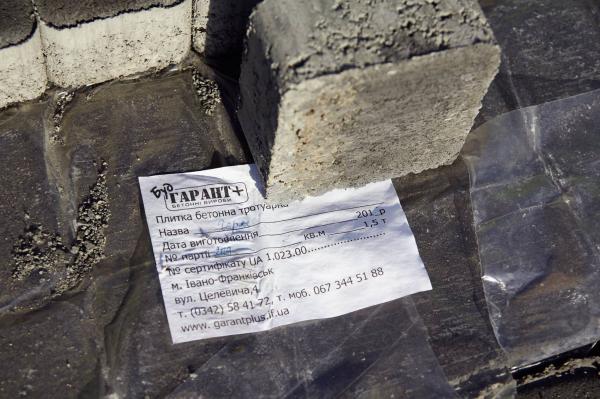 Буд
ГАРАНТ+
БЕТОННІ ВИРОБИ
Плитка бетонна тротуарна
Назва
Дата виготовлення 201 р
№ партії кв.м 1,5 т
№ сертифікату UA 1.023.00
м. Івано-Франківськ
вул. Целевича,4
т. (0342) 58 41 72, т. моб. 067 344 51 88
www. garantplus.if.ua